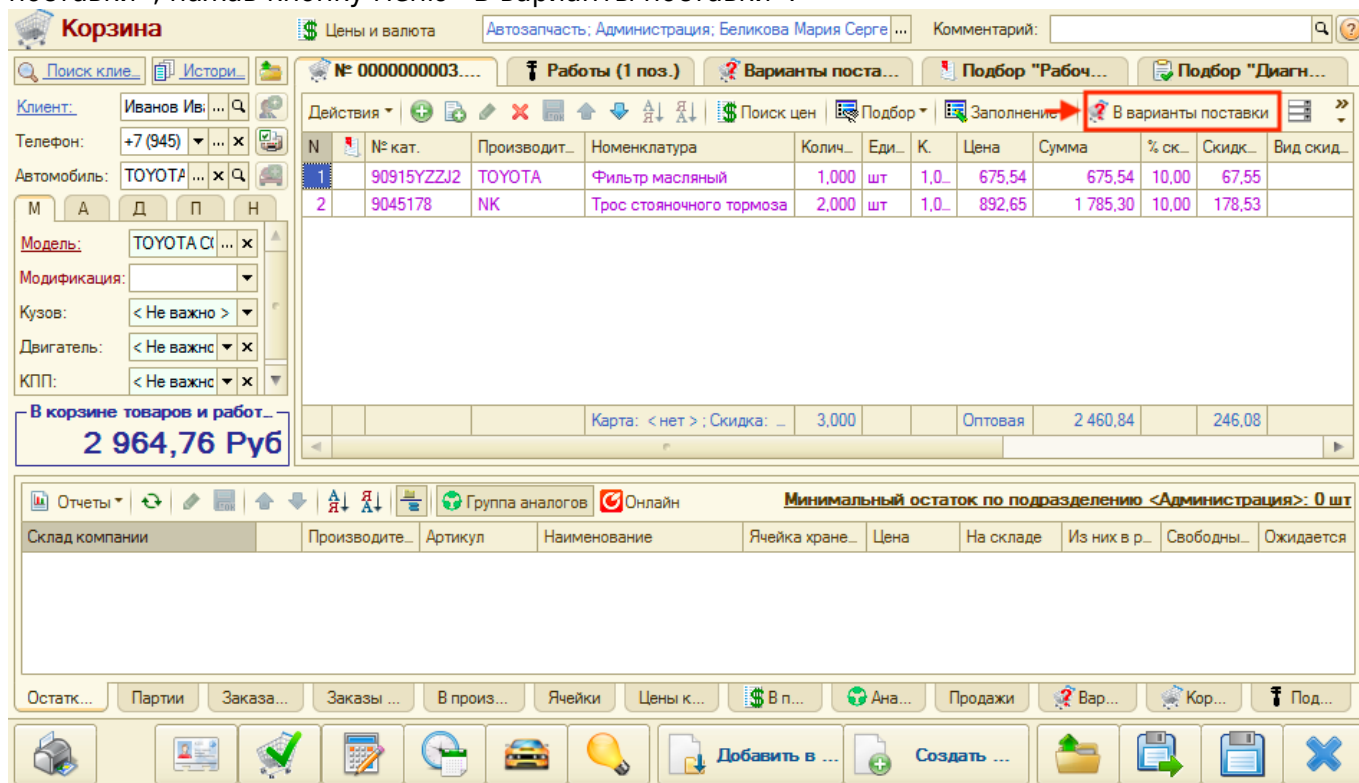 Корзина
Цены и валюта
Автозапчасть; Администрация; Беликова Мария Серге ...
Комментарий:
Поиск клие...
Истори...
№ 0000000003....
Работы (1 поз.)
Варианты пост...
Подбор "Рабоч...
Подбор "Диагн...
Клиент: Иванов Ива ...
Действия
Поиск цен
Подбор
Заполнение
В варианты поставки
Телефон: +7 (945) ... x
N № кат. Производит... Номенклатура Колич... Еди... К. Цена Сумма % ск... Скидк... Вид скид...
Автомобиль: TOYOTA ... x
1 90915YZZJ2 TOYOTA Фильтр масляный 1,000 шт 1,0... 675,54 675,54 10,00 67,55
2 9045178 NK Трос стояночного тормоза 2,000 шт 1,0... 892,65 1 785,30 10,00 178,53
М А Д П Н
Модель: TOYOTA CO ... x
Модификация:
Кузов: < Не важно >
Двигатель: < Не важно x
КПП: < Не важно x
В корзине товаров и работ...
2 964,76 Руб
Карта: < нет > ; Скидка: ... 3,000 Оптовая 2 460,84 246,08
Отчеты
Группа аналогов
Онлайн
Минимальный остаток по подразделению <Администрация>: 0 шт
Склад компании Производите... Артикул Наименование Ячейка хране... Цена На складе Из них в р... Свободны... Ожидается
Остатк... Партии Заказа... Заказы ... В произ... Ячейки Цены к... В п... Ана... Продажи Вар... Кор... Под...
Добавить в ...
Создать ...